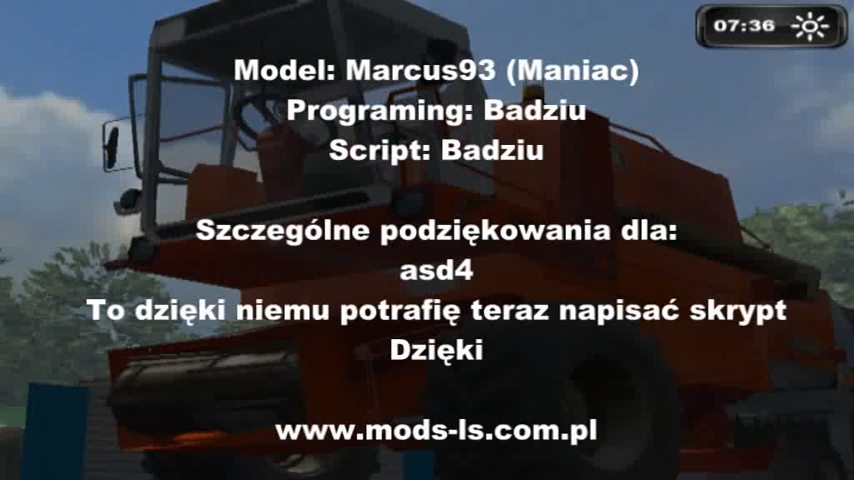 07:36
Model: Marcus93 (Maniac)
Programing: Badziu
Script: Badziu
Szczególne podziękowania dla:
asd4
To dzięki niemu potrafię teraz napisać skrypt
Dzięki
www.mods-ls.com.pl